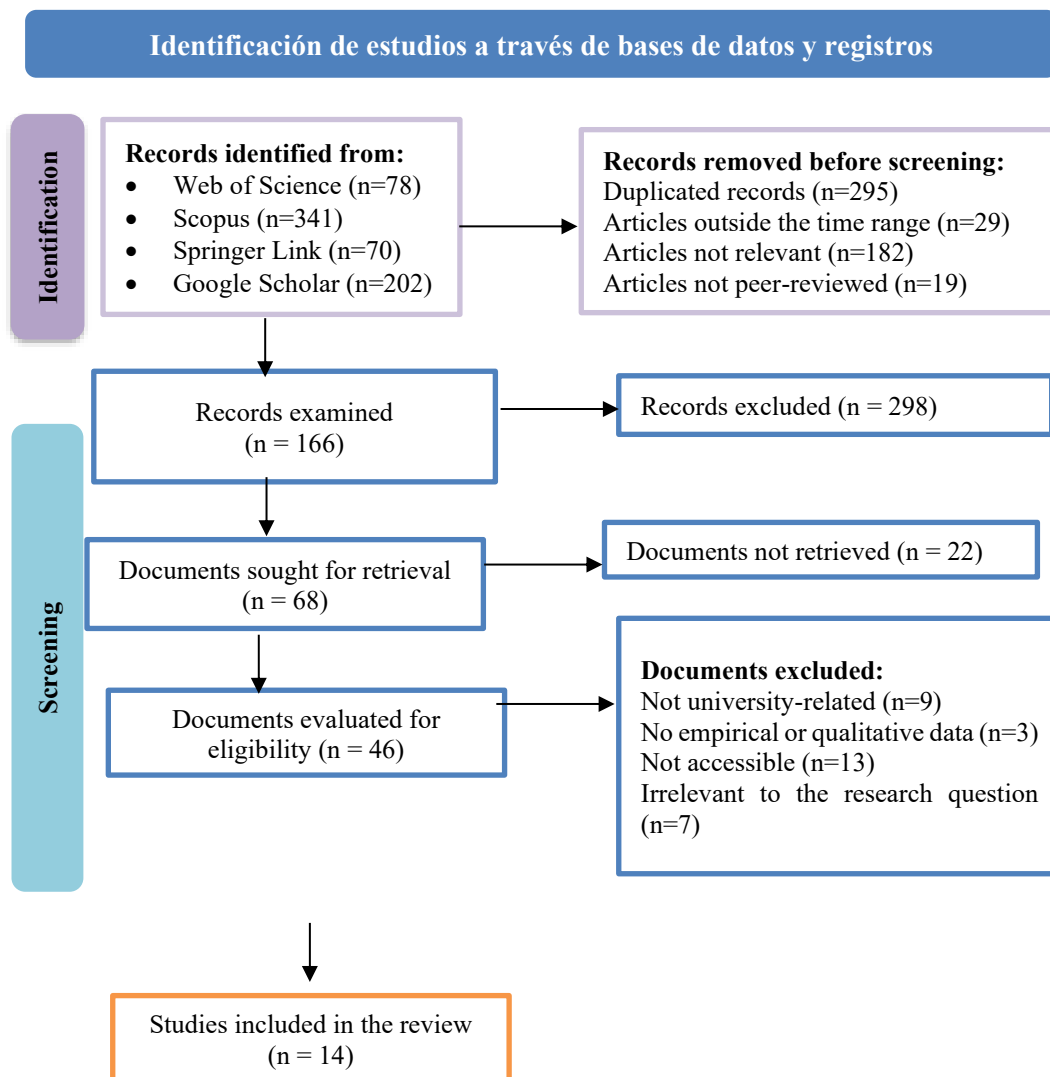 Identificación de estudios a través de bases de datos y registros
Identification
Records identified from:
• Web of Science (n=78)
• Scopus (n=341)
• Springer Link (n=70)
• Google Scholar (n=202)
Records removed before screening:
Duplicated records (n=295)
Articles outside the time range (n=29)
Articles not relevant (n=182)
Articles not peer-reviewed (n=19)
Screening
Records examined
(n = 166)
Records excluded (n = 298)
Documents sought for retrieval
(n = 68)
Documents not retrieved (n = 22)
Documents evaluated for
eligibility (n = 46)
Documents excluded:
Not university-related (n=9)
No empirical or qualitative data (n=3)
Not accessible (n=13)
Irrelevant to the research question
(n=7)
Studies included in the review
(n = 14)